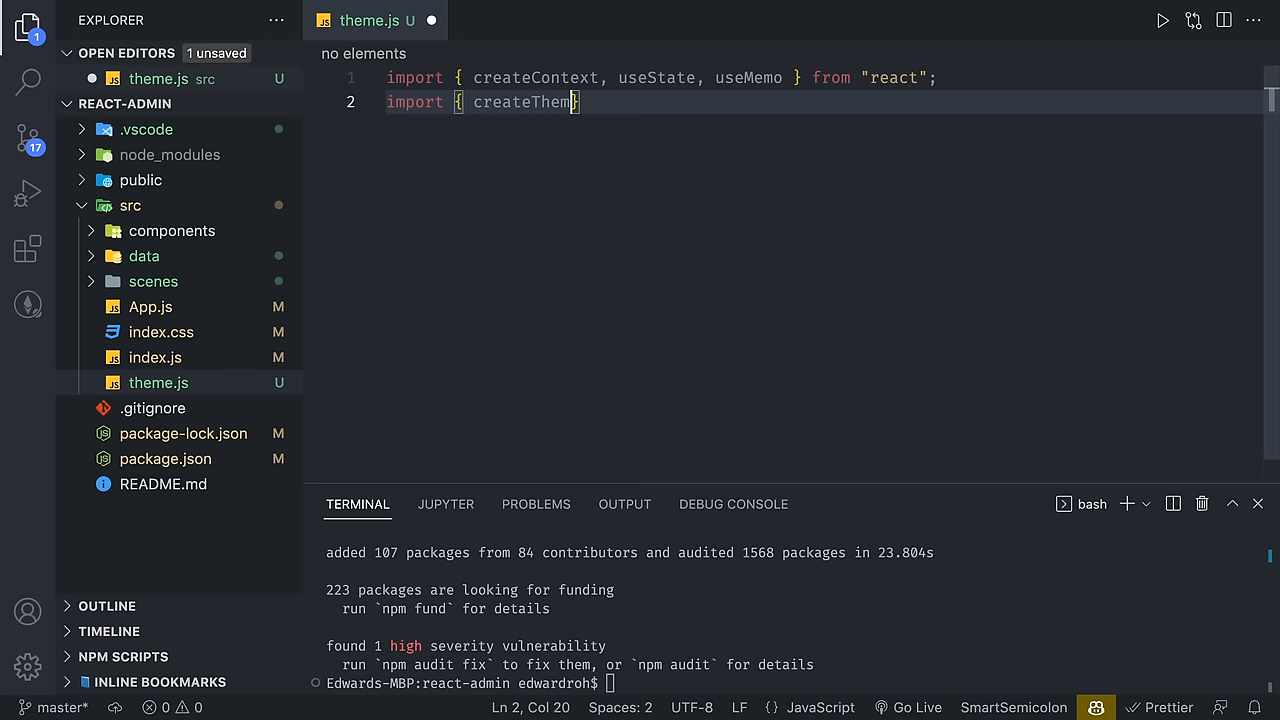 EXPLORER
OPEN EDITORS 1 unsaved
theme.js src U
REACT-ADMIN
.vscode
node_modules
public
src
components
data
scenes
App.js M
index.css M
index.js M
theme.js U
.gitignore
package-lock.json M
package.json M
README.md
OUTLINE
TIMELINE
NPM SCRIPTS
INLINE BOOKMARKS
1
17
theme.js U
no elements
1 import { createContext, useState, useMemo } from "react";
2 import { createThem}
TERMINAL JUPYTER PROBLEMS OUTPUT DEBUG CONSOLE bash
added 107 packages from 84 contributors and audited 1568 packages in 23.804s
223 packages are looking for funding
run `npm fund` for details
found 1 high severity vulnerability
run `npm audit fix` to fix them, or `npm audit` for details
Edwards-MBP:react-admin edwardroh$
master* 0 0 Ln 2, Col 20 Spaces: 2 UTF-8 LF {} JavaScript Go Live SmartSemicolon Prettier